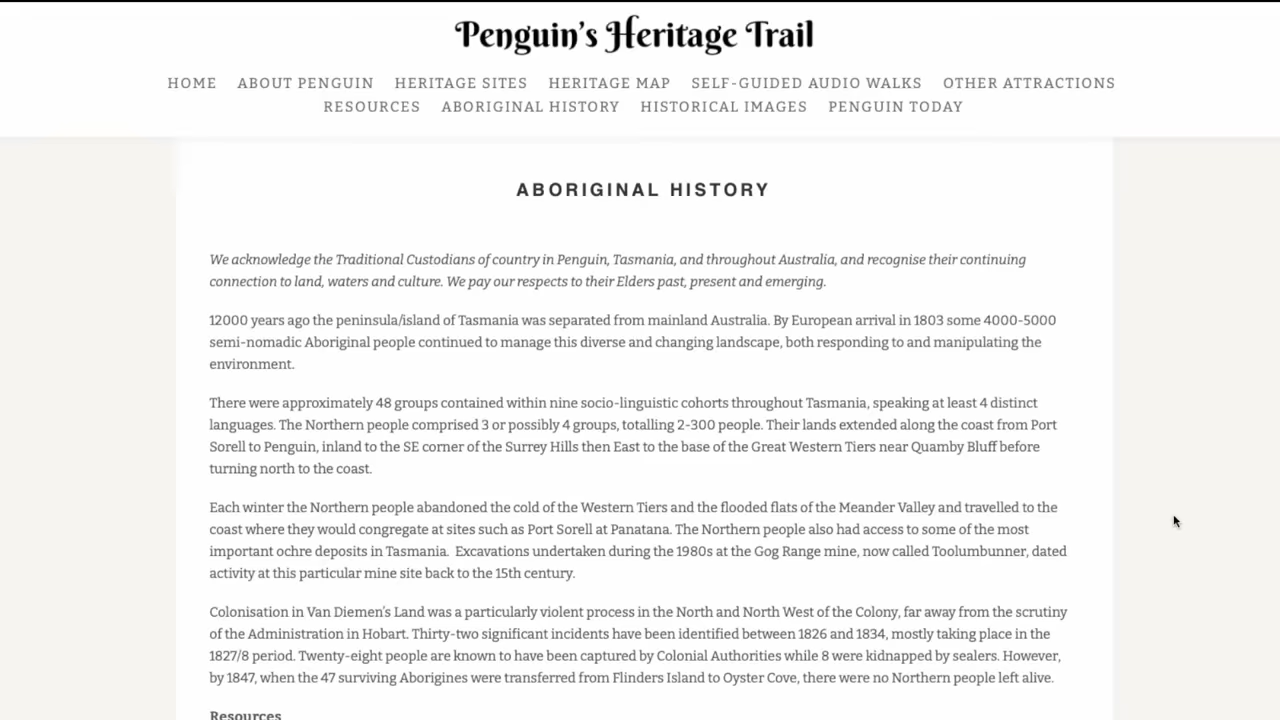 Penguin's Heritage Trail
HOME ABOUT PENGUIN HERITAGE SITES HERITAGE MAP SELF-GUIDED AUDIO WALKS OTHER ATTRACTIONS
RESOURCES ABORIGINAL HISTORY HISTORICAL IMAGES PENGUIN TODAY
ABORIGINAL HISTORY
We acknowledge the Traditional Custodians of country in Penguin, Tasmania, and throughout Australia, and recognise their continuing
connection to land, waters and culture. We pay our respects to their Elders past, present and emerging.
12000 years ago the peninsula/island of Tasmania was separated from mainland Australia. By European arrival in 1803 some 4000-5000
semi-nomadic Aboriginal people continued to manage this diverse and changing landscape, both responding to and manipulating the
environment.
There were approximately 48 groups contained within nine socio-linguistic cohorts throughout Tasmania, speaking at least 4 distinct
languages. The Northern people comprised 3 or possibly 4 groups, totalling 2-300 people. Their lands extended along the coast from Port
Sorell to Penguin, inland to the SE corner of the Surrey Hills then East to the base of the Great Western Tiers near Quamby Bluff before
turning north to the coast.
Each winter the Northern people abandoned the cold of the Western Tiers and the flooded flats of the Meander Valley and travelled to the
coast where they would congregate at sites such as Port Sorell at Panatana. The Northern people also had access to some of the most
important ochre deposits in Tasmania. Excavations undertaken during the 1980s at the Gog Range mine, now called Toolumbunner, dated
activity at this particular mine site back to the 15th century.
Colonisation in Van Diemen's Land was a particularly violent process in the North and North West of the Colony, far away from the scrutiny
of the Administration in Hobart. Thirty-two significant incidents have been identified between 1826 and 1834, mostly taking place in the
1827/8 period. Twenty-eight people are known to have been captured by Colonial Authorities while 8 were kidnapped by sealers. However,
by 1847, when the 47 surviving Aborigines were transferred from Flinders Island to Oyster Cove, there were no Northern people left alive.
Resources